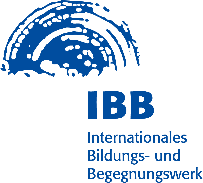 IBB
Internationales
Bildungs- und
Begegnungswerk